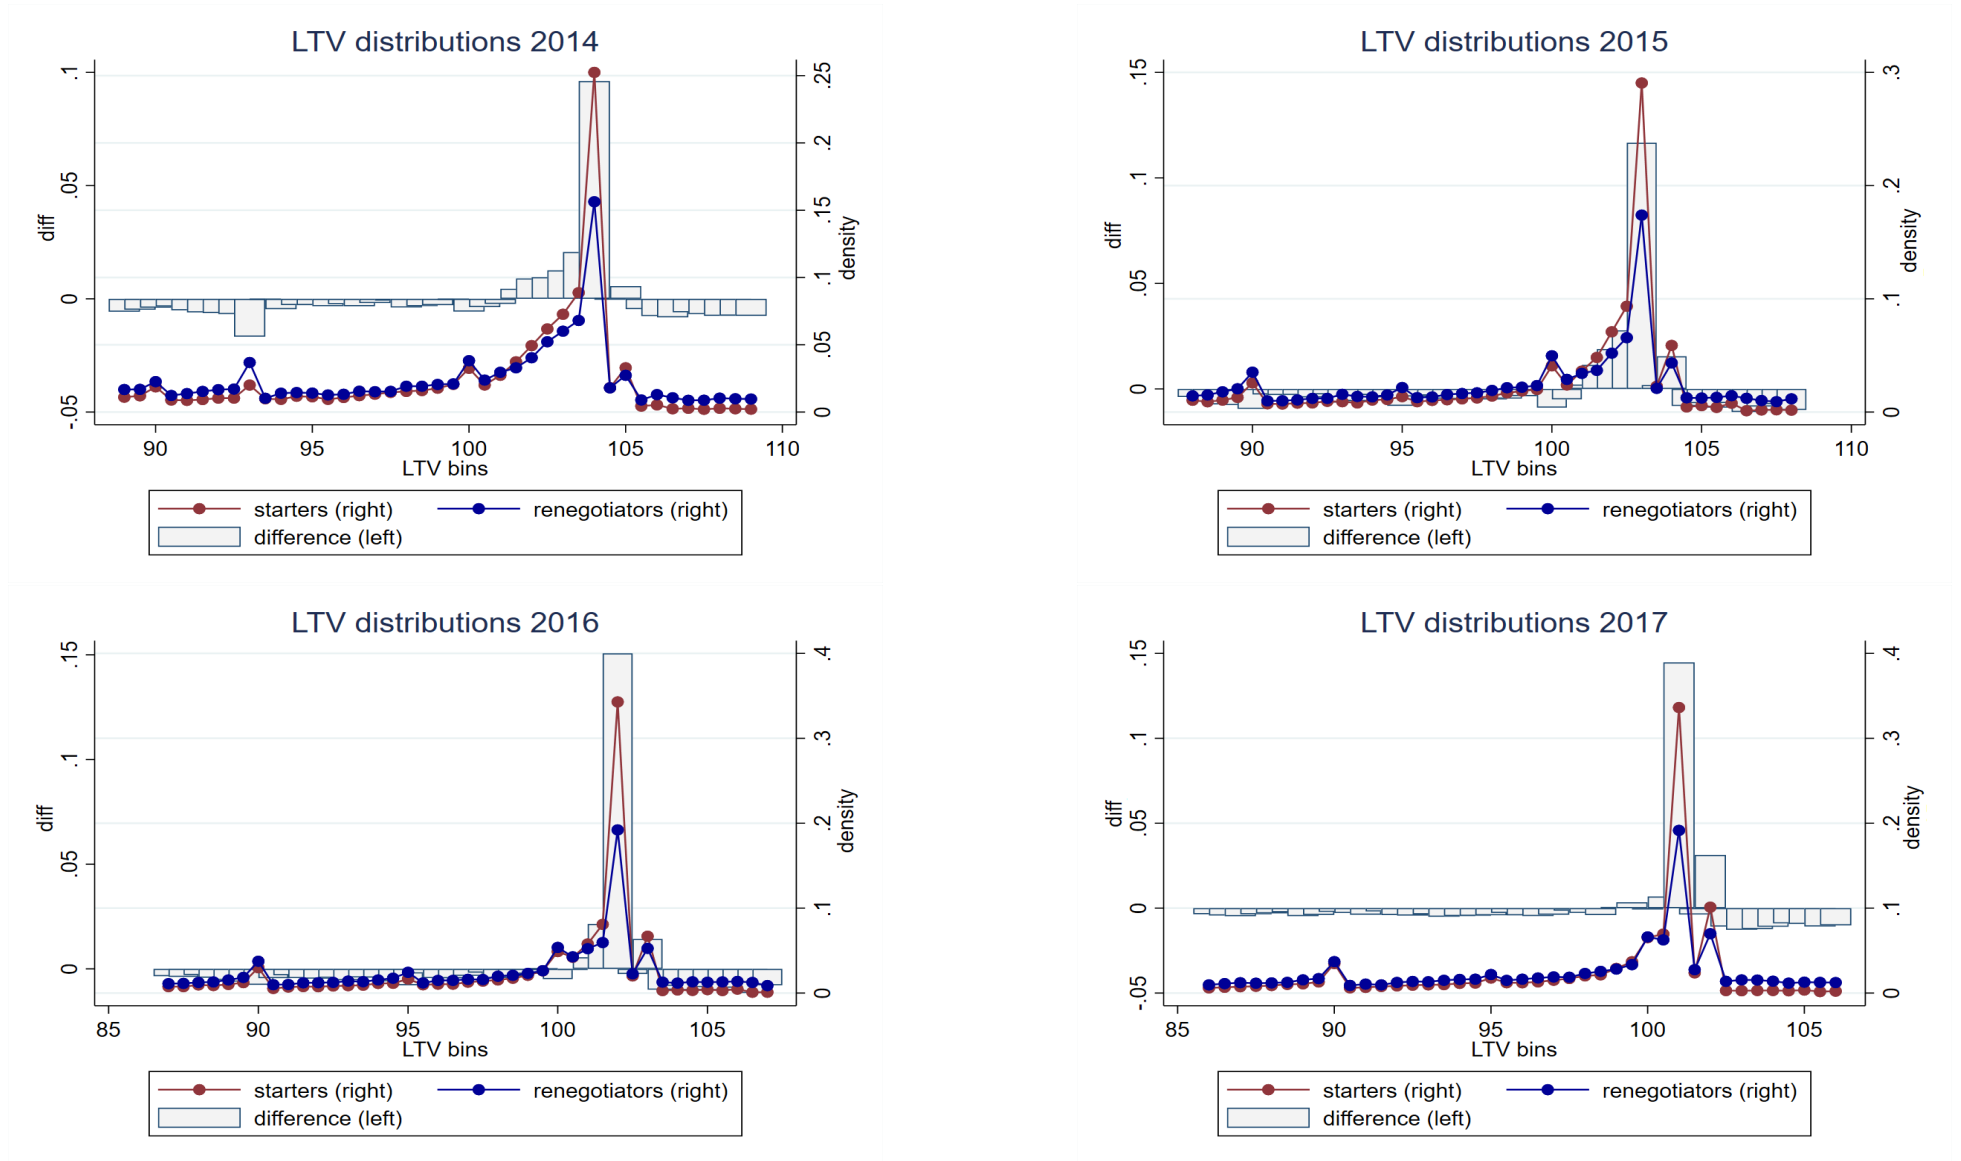 LTV distributions 2014
.1
.05
0
-.05
diff
.25
.2
.15
.1
.05
0
density
90 95 100 105 110
LTV bins
starters (right) renegotiators (right)
difference (left)
LTV distributions 2015
.15
.1
.05
0
diff
.3
.2
.1
0
density
90 95 100 105 110
LTV bins
starters (right) renegotiators (right)
difference (left)
LTV distributions 2016
.15
.1
.05
0
diff
.4
.3
.2
.1
0
density
85 90 95 100 105
LTV bins
starters (right) renegotiators (right)
difference (left)
LTV distributions 2017
.15
.1
.05
0
-.05
diff
.4
.3
.2
.1
0
density
85 90 95 100 105
LTV bins
starters (right) renegotiators (right)
difference (left)